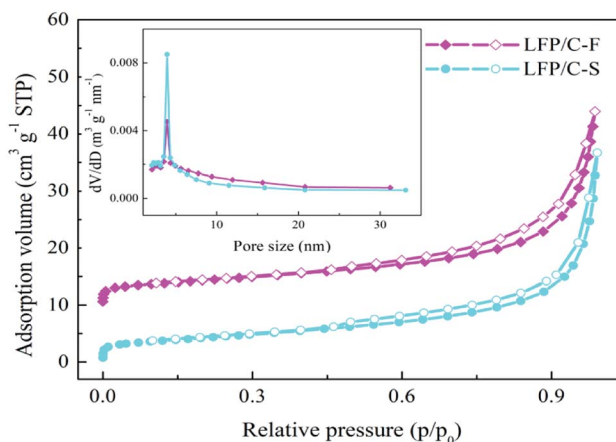 60
50
40
30
20
10
0
0.0
0.3
0.6
0.9
Adsorption volume (cm³ g⁻¹ STP)
Relative pressure (p/p₀)
LFP/C-F
LFP/C-S
0.008
0.004
0.000
dV/dD (m³ g⁻¹ nm⁻¹)
10
20
30
Pore size (nm)